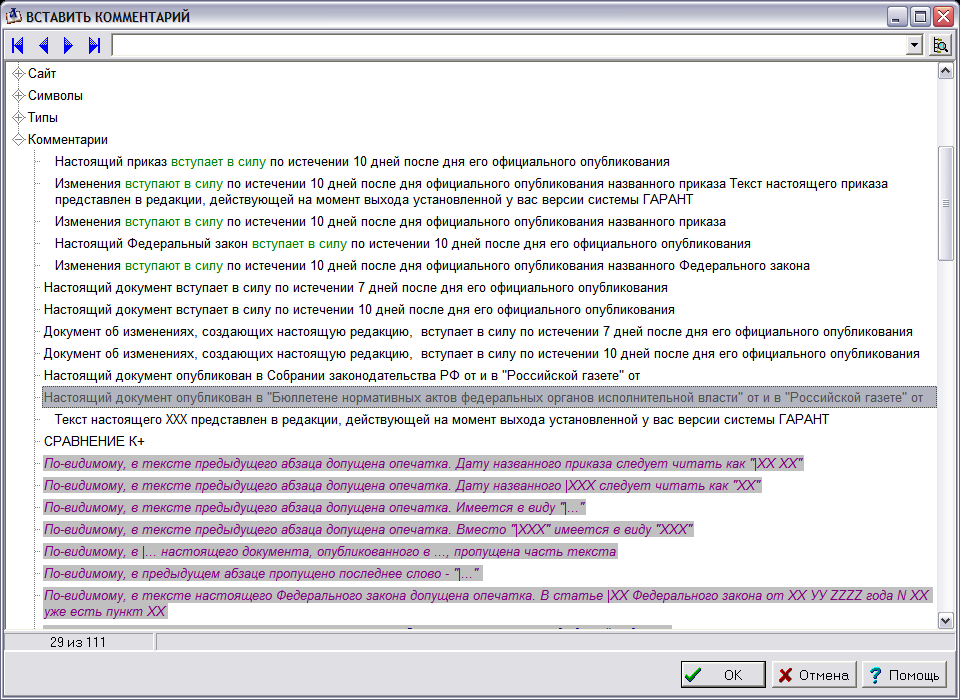 ВСТАВИТЬ КОММЕНТАРИЙ
Сайт
Символы
Типы
Комментарии
Настоящий приказ вступает в силу по истечении 10 дней после дня его официального опубликования
Изменения вступают в силу по истечении 10 дней после дня официального опубликования названного приказа Текст настоящего приказа
представлен в редакции, действующей на момент выхода установленной у вас версии системы ГАРАНТ
Изменения вступают в силу по истечении 10 дней после дня официального опубликования названного приказа
Настоящий Федеральный закон вступает в силу по истечении 10 дней после дня его официального опубликования
Изменения вступают в силу по истечении 10 дней после дня официального опубликования названного Федерального закона
Настоящий документ вступает в силу по истечении 7 дней после дня его официального опубликования
Настоящий документ вступает в силу по истечении 10 дней после дня его официального опубликования
Документ об изменениях, создающих настоящую редакцию,  вступает в силу по истечении 7 дней после дня его официального опубликования
Документ об изменениях, создающих настоящую редакцию,  вступает в силу по истечении 10 дней после дня его официального опубликования
Настоящий документ опубликован в Собрании законодательства РФ от и в "Российской газете" от
Настоящий документ опубликован в "Бюллетене нормативных актов федеральных органов исполнительной власти" от и в "Российской газете" от
Текст настоящего XXX представлен в редакции, действующей на момент выхода установленной у вас версии системы ГАРАНТ
СРАВНЕНИЕ К+
По-видимому, в тексте предыдущего абзаца допущена опечатка. Дату названного приказа следует читать как "|XX XX"
По-видимому, в тексте предыдущего абзаца допущена опечатка. Дату названного |XXX следует читать как "XX"
По-видимому, в тексте предыдущего абзаца допущена опечатка. Имеется в виду "|..."
По-видимому, в тексте предыдущего абзаца допущена опечатка. Вместо "|XXX" имеется в виду "XXX"
По-видимому, в |... настоящего документа, опубликованного в ..., пропущена часть текста
По-видимому, в предыдущем абзаце пропущено последнее слово - "|..."
По-видимому, в тексте настоящего Федерального закона допущена опечатка. В статье |XX Федерального закона от XX УУ ZZZZ года N XX
уже есть пункт XX
29 из 111
OK
Отмена
Помощь